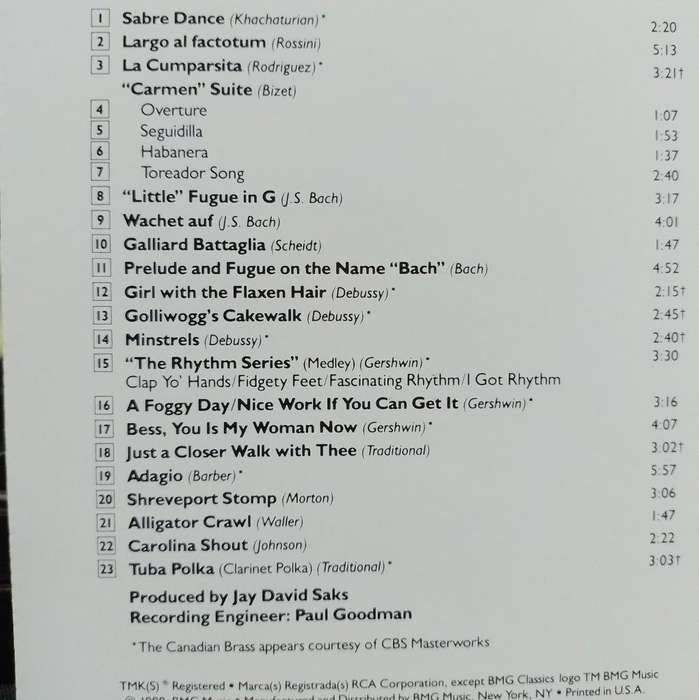 1 Sabre Dance (Khachaturian)* 2:20
2 Largo al factotum (Rossini) 5:13
3 La Cumparsita (Rodriguez)* 3:21†
"Carmen" Suite (Bizet)
4 Overture 1:07
5 Seguidilla 1:53
6 Habanera 1:37
7 Toreador Song 2:40
8 "Little" Fugue in G (J.S. Bach) 3:17
9 Wachet auf (J.S. Bach) 4:01
10 Galliard Battaglia (Scheidt) 1:47
11 Prelude and Fugue on the Name "Bach" (Bach) 4:52
12 Girl with the Flaxen Hair (Debussy)* 2:15†
13 Golliwogg's Cakewalk (Debussy)* 2:45†
14 Minstrels (Debussy)* 2:40†
15 "The Rhythm Series" (Medley) (Gershwin)* 3:30
Clap Yo' Hands/Fidgety Feet/Fascinating Rhythm/I Got Rhythm
16 A Foggy Day/Nice Work If You Can Get It (Gershwin)* 3:16
17 Bess, You Is My Woman Now (Gershwin)* 4:07
18 Just a Closer Walk with Thee (Traditional) 3:02†
19 Adagio (Barber)* 5:57
20 Shreveport Stomp (Morton) 3:06
21 Alligator Crawl (Waller) 1:47
22 Carolina Shout (Johnson) 2:22
23 Tuba Polka (Clarinet Polka) (Traditional)* 3:03†
Produced by Jay David Saks
Recording Engineer: Paul Goodman
*The Canadian Brass appears courtesy of CBS Masterworks
TMK(S) ® Registered • Marca(s) Registrada(s) RCA Corporation, except BMG Classics logo TM BMG Music
BMG Music • Manufactured and Distributed by BMG Music, New York, NY • Printed in U.S.A.